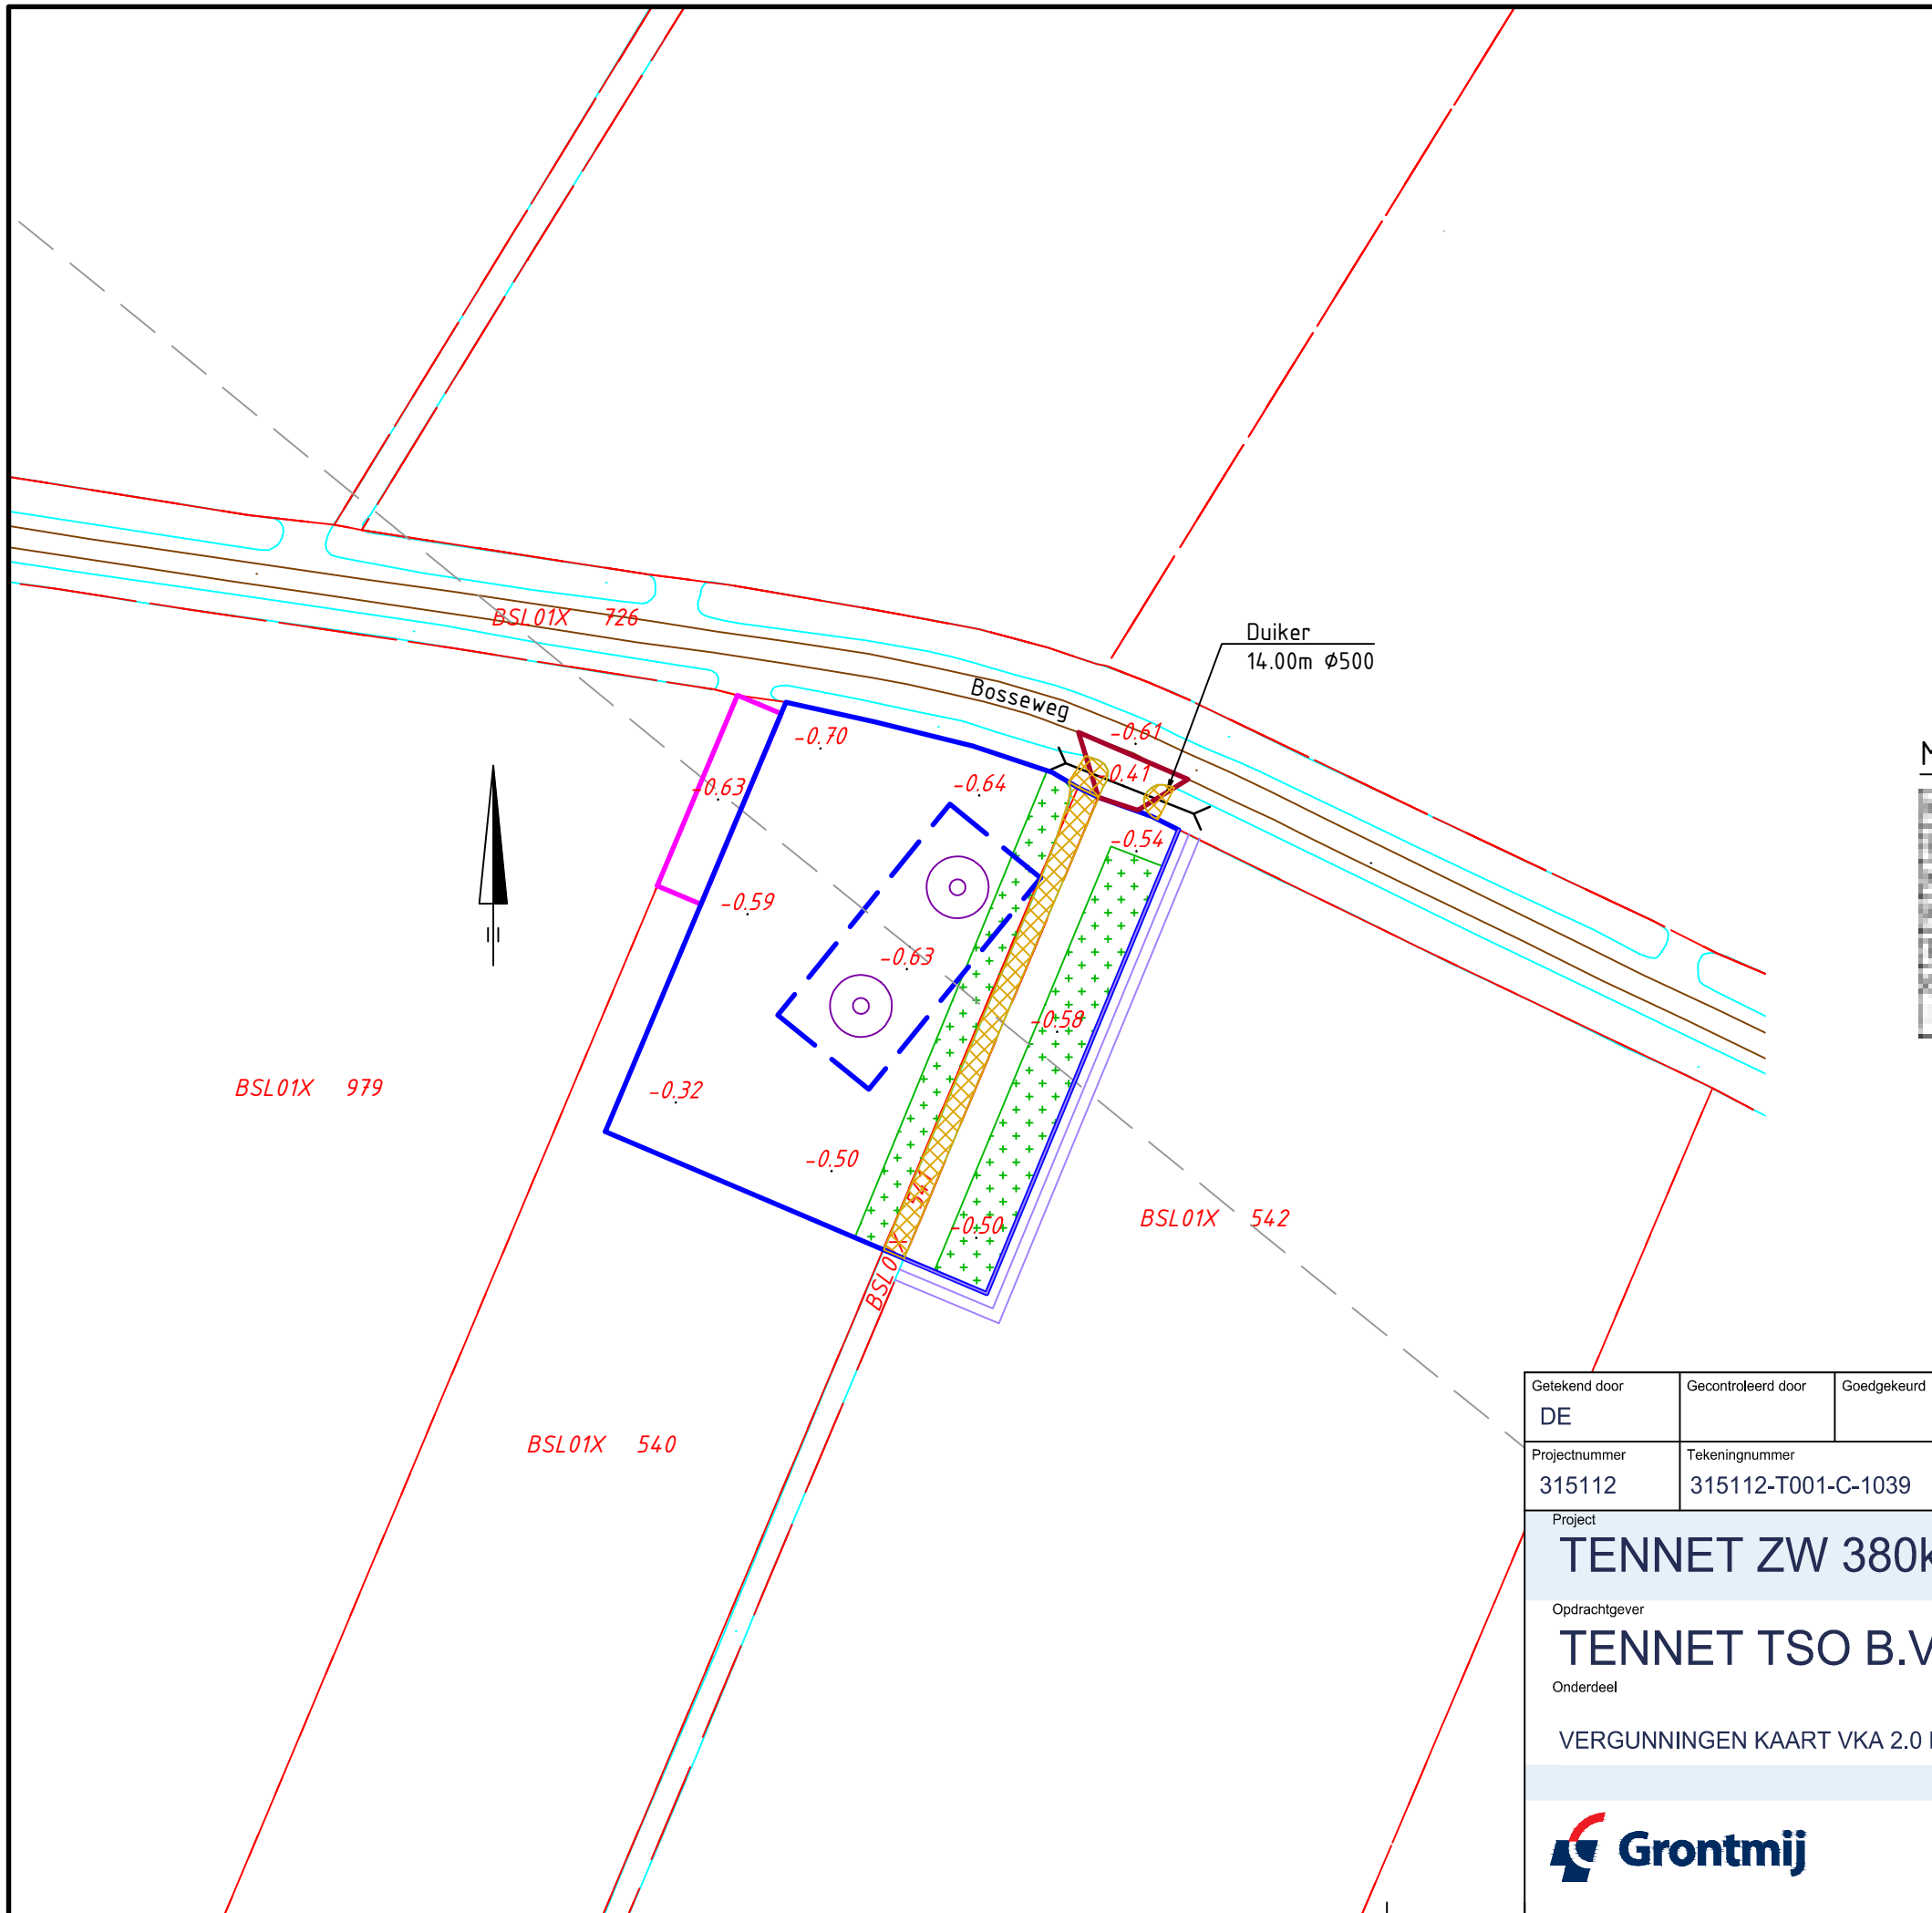 Duiker
14.00m Ø500
BSL01X 726
Bosseweg
-0.61
-0.70
0.41
-0.63
-0.64
-0.54
-0.59
-0.63
-0.58
BSL01X 979
-0.32
-0.50
BSL01X 542
-0.50
BSL01X 540
Getekend door
Gecontroleerd door
Goedgekeurd
DE
Projectnummer
Tekeningnummer
315112
315112-T001-C-1039
Project
TENNET ZW 380k
Opdrachtgever
TENNET TSO B.V
Onderdeel
VERGUNNINGEN KAART VKA 2.0
Grontmij